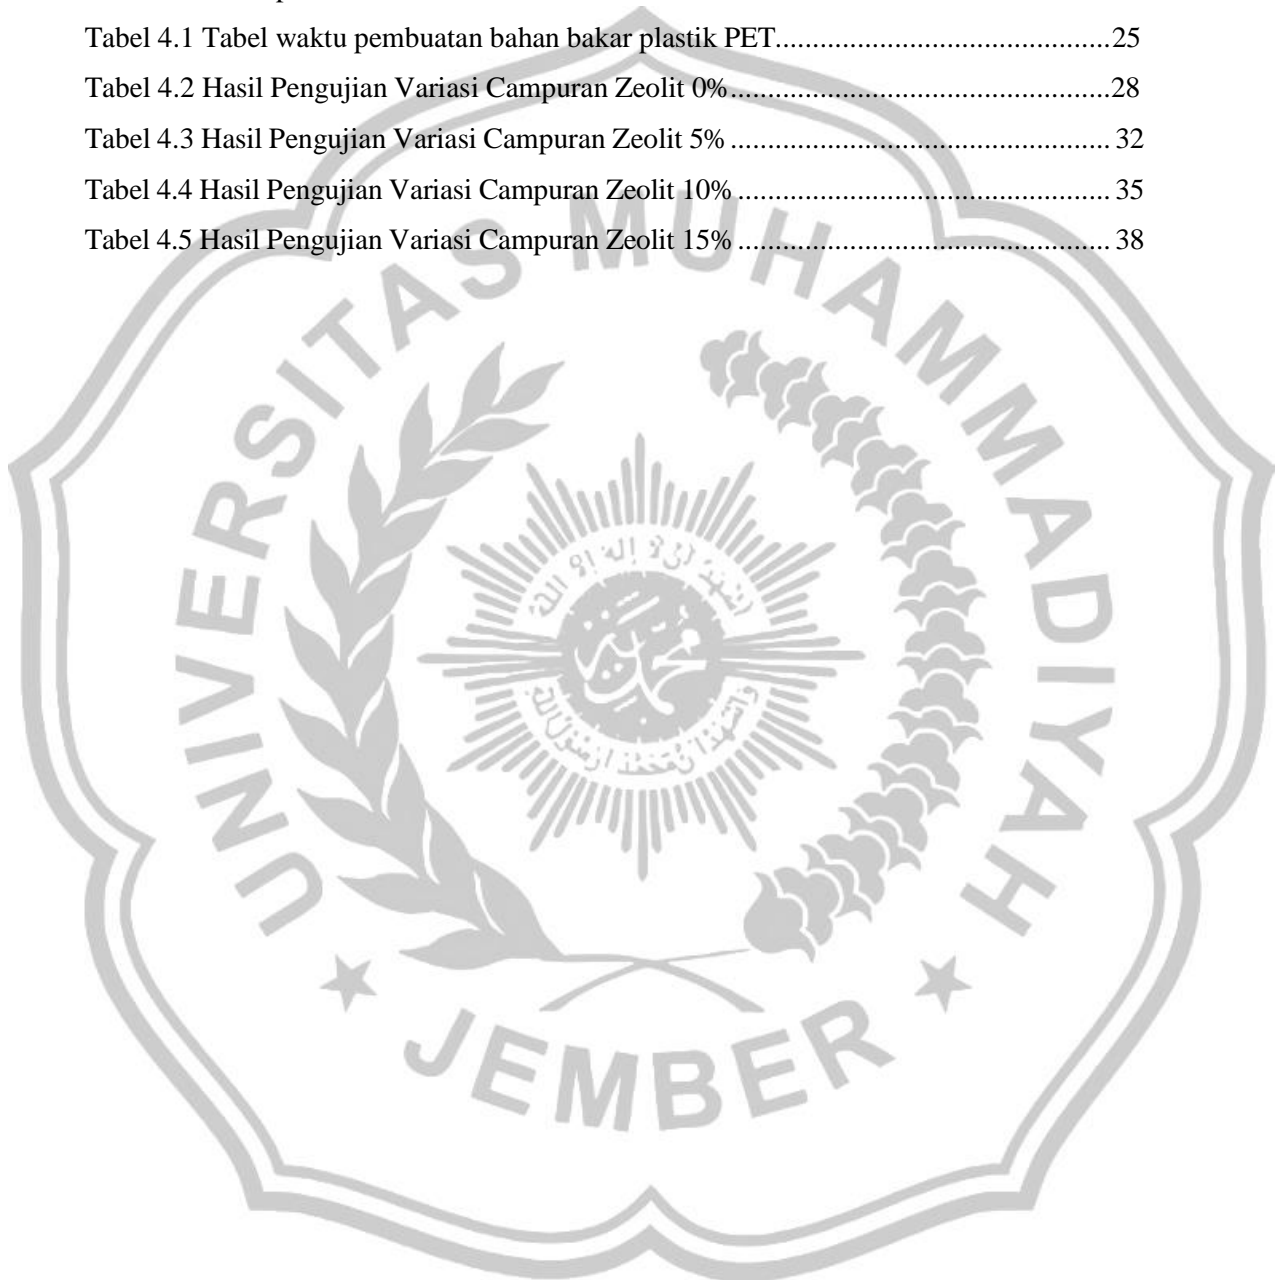 Tabel 4.1 Tabel waktu pembuatan bahan bakar plastik PET.............................................25
Tabel 4.2 Hasil Pengujian Variasi Campuran Zeolit 0%...................................................28
Tabel 4.3 Hasil Pengujian Variasi Campuran Zeolit 5% ................................................... 32
Tabel 4.4 Hasil Pengujian Variasi Campuran Zeolit 10% .................................................. 35
Tabel 4.5 Hasil Pengujian Variasi Campuran Zeolit 15% .................................................. 38
UNIVERSITAS MUHAMMADIYAH
JEMBER